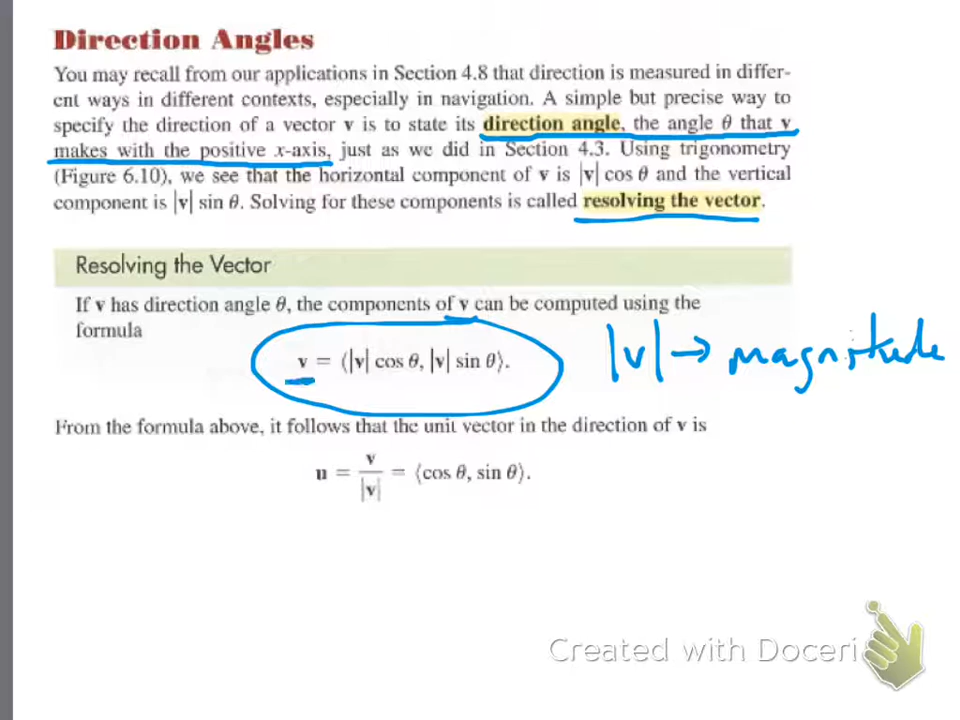 Direction Angles
You may recall from our applications in Section 4.8 that direction is measured in differ-
ent ways in different contexts, especially in navigation. A simple but precise way to
specify the direction of a vector v is to state its direction angle, the angle θ that v
makes with the positive x-axis, just as we did in Section 4.3. Using trigonometry
(Figure 6.10), we see that the horizontal component of v is |v| cos θ and the vertical
component is |v| sin θ. Solving for these components is called resolving the vector.
Resolving the Vector
If v has direction angle θ, the components of v can be computed using the
formula
v = ⟨|v| cos θ, |v| sin θ⟩.
|v| → magnitude
From the formula above, it follows that the unit vector in the direction of v is
u = v/|v| = ⟨cos θ, sin θ⟩.
Created with Doceri